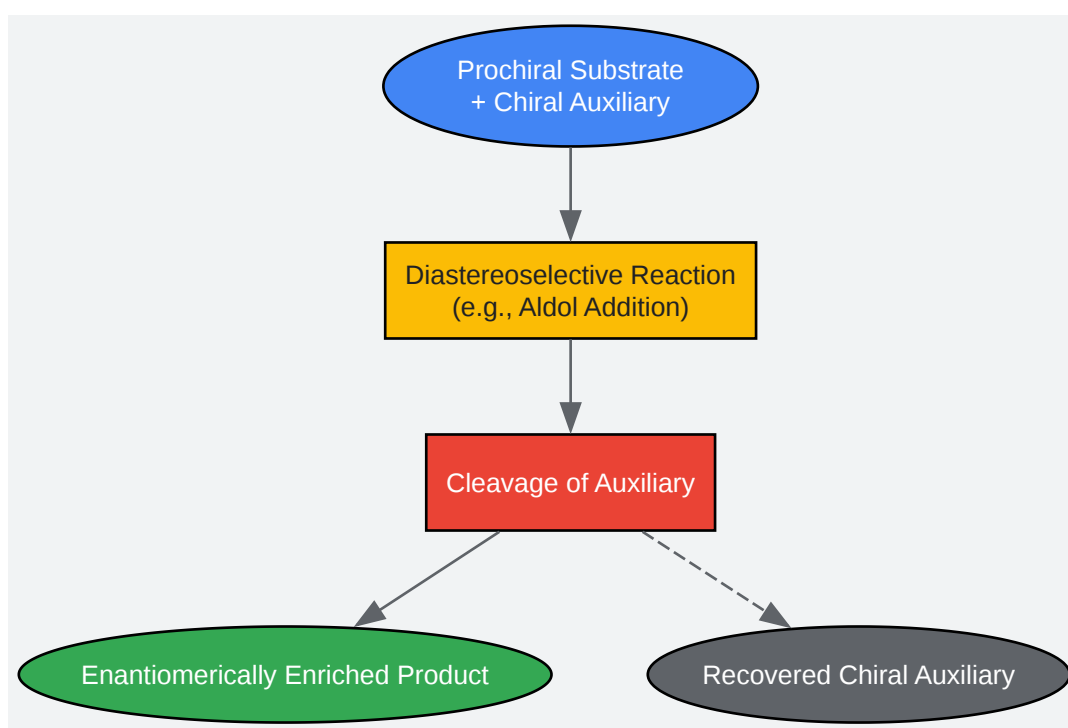 Prochiral Substrate
+ Chiral Auxiliary
Diastereoselective Reaction
(e.g., Aldol Addition)
Cleavage of Auxiliary
Enantiomerically Enriched Product
Recovered Chiral Auxiliary